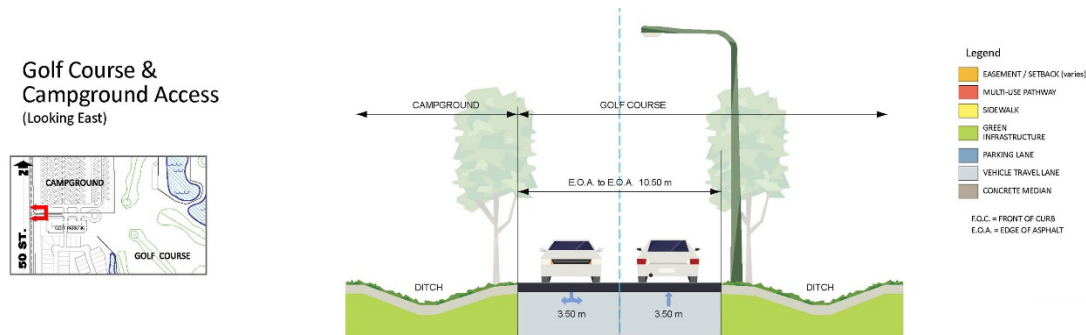 Golf Course &
Campground Access
(Looking East)
N
CAMPGROUND
50 ST.
GOLF COURSE
CAMPGROUND
GOLF COURSE
E.O.A. to E.O.A. 10.50 m
DITCH
DITCH
3.50 m
3.50 m
Legend
EASEMENT / SETBACK (varies)
MULTI-USE PATHWAY
SIDEWALK
GREEN
INFRASTRUCTURE
PARKING LANE
VEHICLE TRAVEL LANE
CONCRETE MEDIAN
F.O.C. = FRONT OF CURB
E.O.A. = EDGE OF ASPHALT